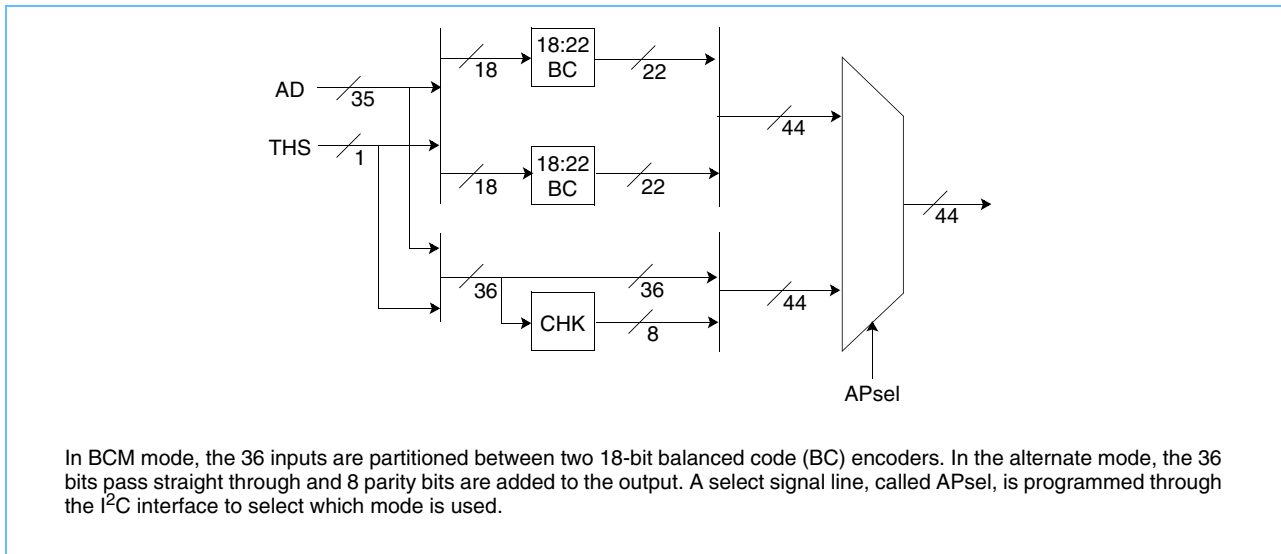 18:22
BC
18
22
AD
35
44
THS
1
18:22
BC
18
22
44
36
36
44
CHK
8
APsel
In BCM mode, the 36 inputs are partitioned between two 18-bit balanced code (BC) encoders. In the alternate mode, the 36
bits pass straight through and 8 parity bits are added to the output. A select signal line, called APsel, is programmed through
the I²C interface to select which mode is used.